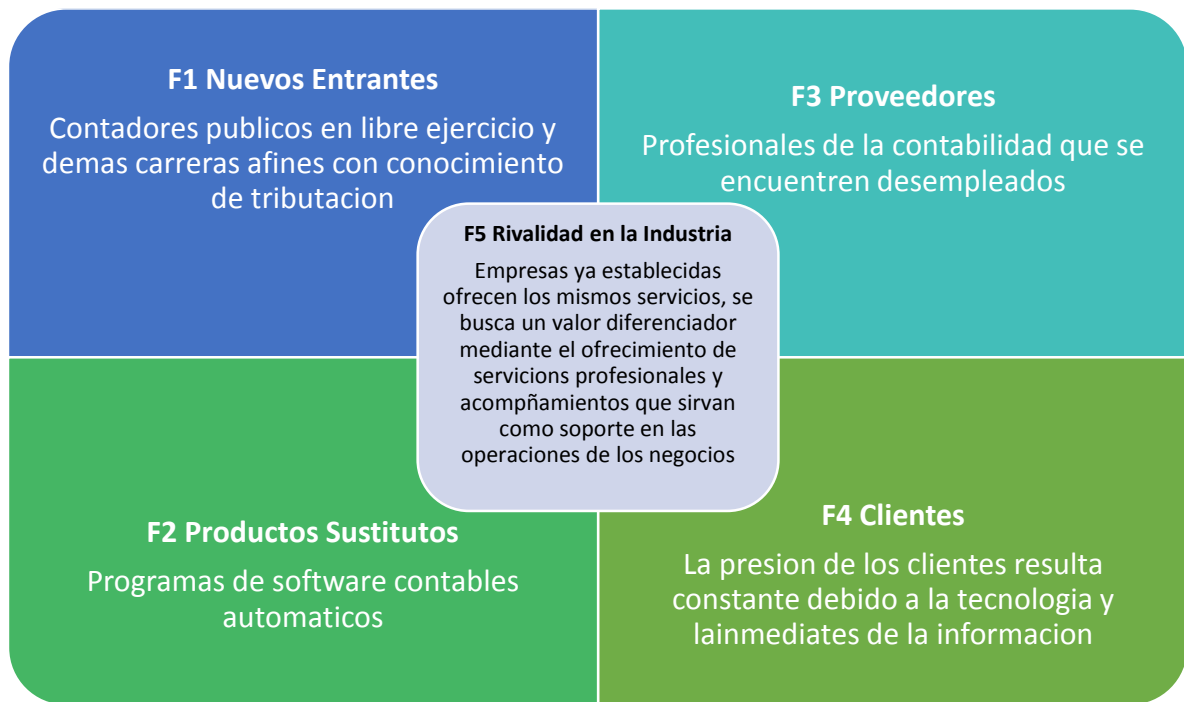 F1 Nuevos Entrantes
Contadores publicos en libre ejercicio y
demas carreras afines con conocimiento
de tributacion
F3 Proveedores
Profesionales de la contabilidad que se
encuentren desempleados
F5 Rivalidad en la Industria
Empresas ya establecidas
ofrecen los mismos servicios, se
busca un valor diferenciador
mediante el ofrecimiento de
servicions profesionales y
acompñamientos que sirvan
como soporte en las
operaciones de los negocios
F2 Productos Sustitutos
Programas de software contables
automaticos
F4 Clientes
La presion de los clientes resulta
constante debido a la tecnologia y
lainmediates de la informacion